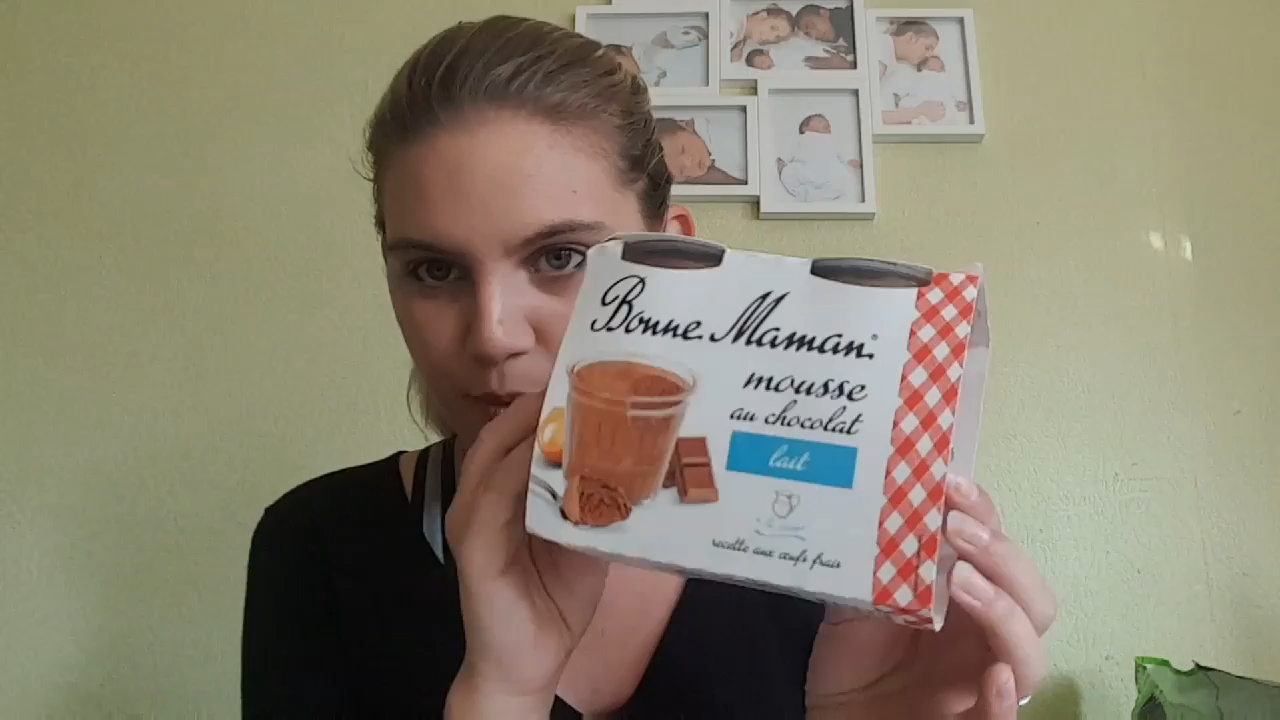 Bonne Maman®
mousse
au chocolat
lait
recette aux œufs frais